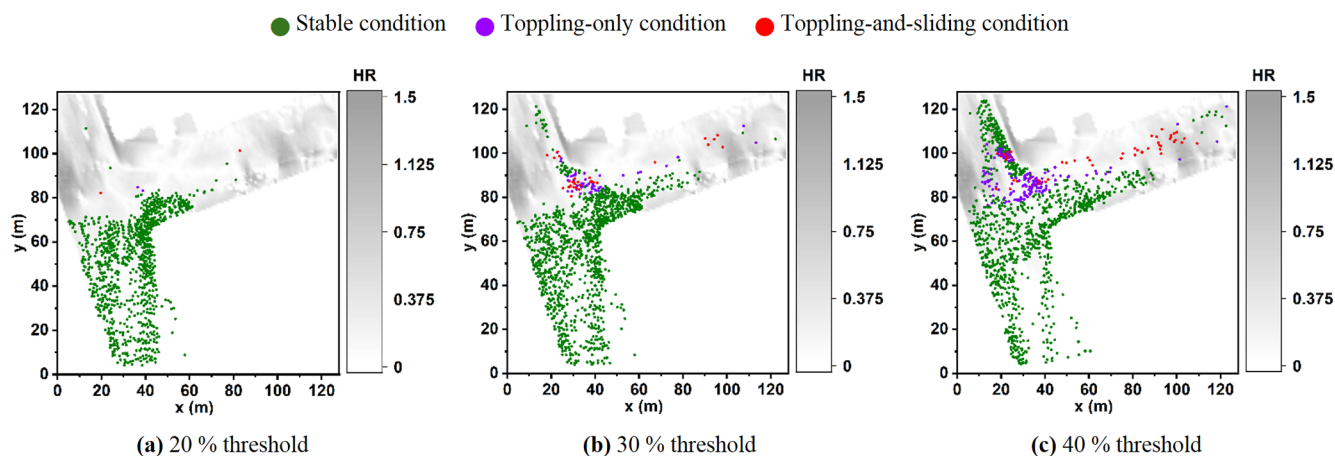 Stable condition Toppling-only condition Toppling-and-sliding condition
HR HR HR
120 1.5 120 1.5 120 1.5
100 1.125 100 1.125 100 1.125
80 80 80
y (m) 60 0.75 y (m) 60 0.75 y (m) 60 0.75
40 0.375 40 0.375 40 0.375
20 20 20
0 0 0 0 0 0
0 20 40 60 80 100 120 0 20 40 60 80 100 120 0 20 40 60 80 100 120
x (m) x (m) x (m)
(a) 20 % threshold (b) 30 % threshold (c) 40 % threshold